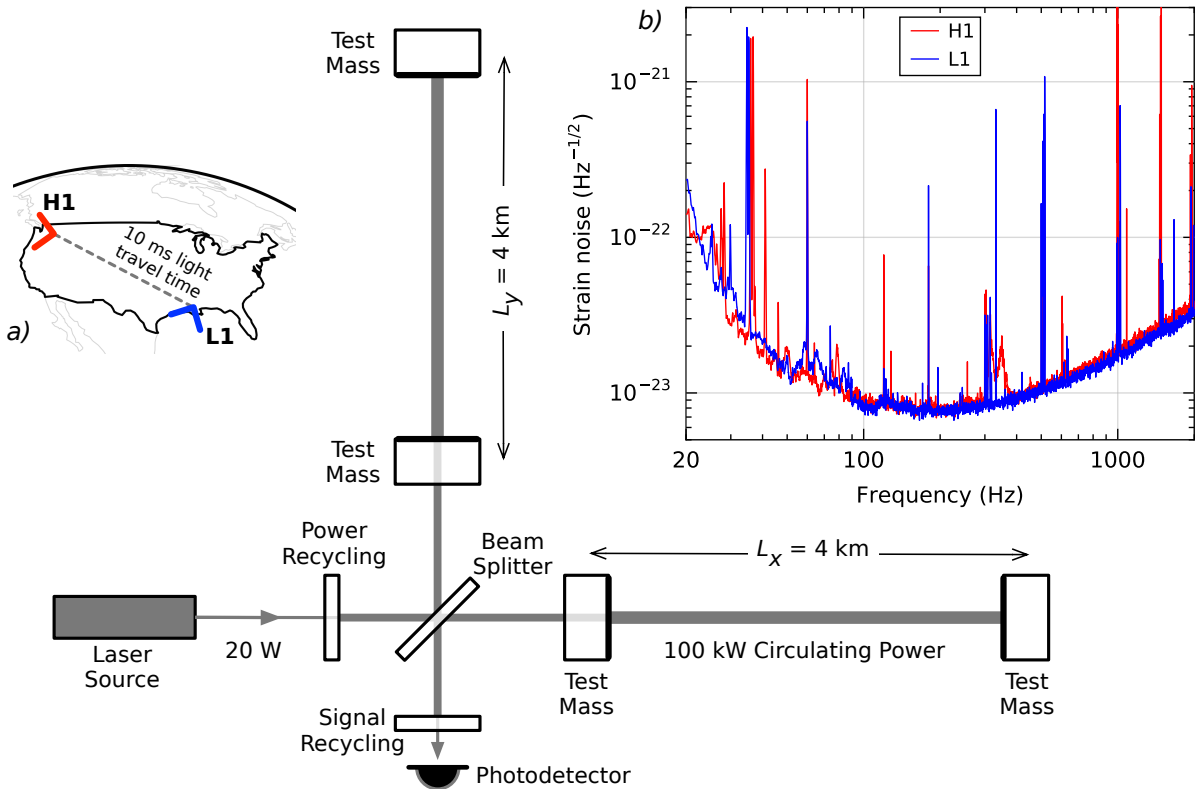 a)
H1
10 ms light
travel time
L1
Test
Mass
L_y = 4 km
Test
Mass
Power
Recycling
Beam
Splitter
Laser
Source
20 W
L_x = 4 km
100 kW Circulating Power
Test
Mass
Test
Mass
Signal
Recycling
Photodetector
b)
H1
L1
Strain noise (Hz^{-1/2})
10^{-21}
10^{-22}
10^{-23}
20
100
1000
Frequency (Hz)